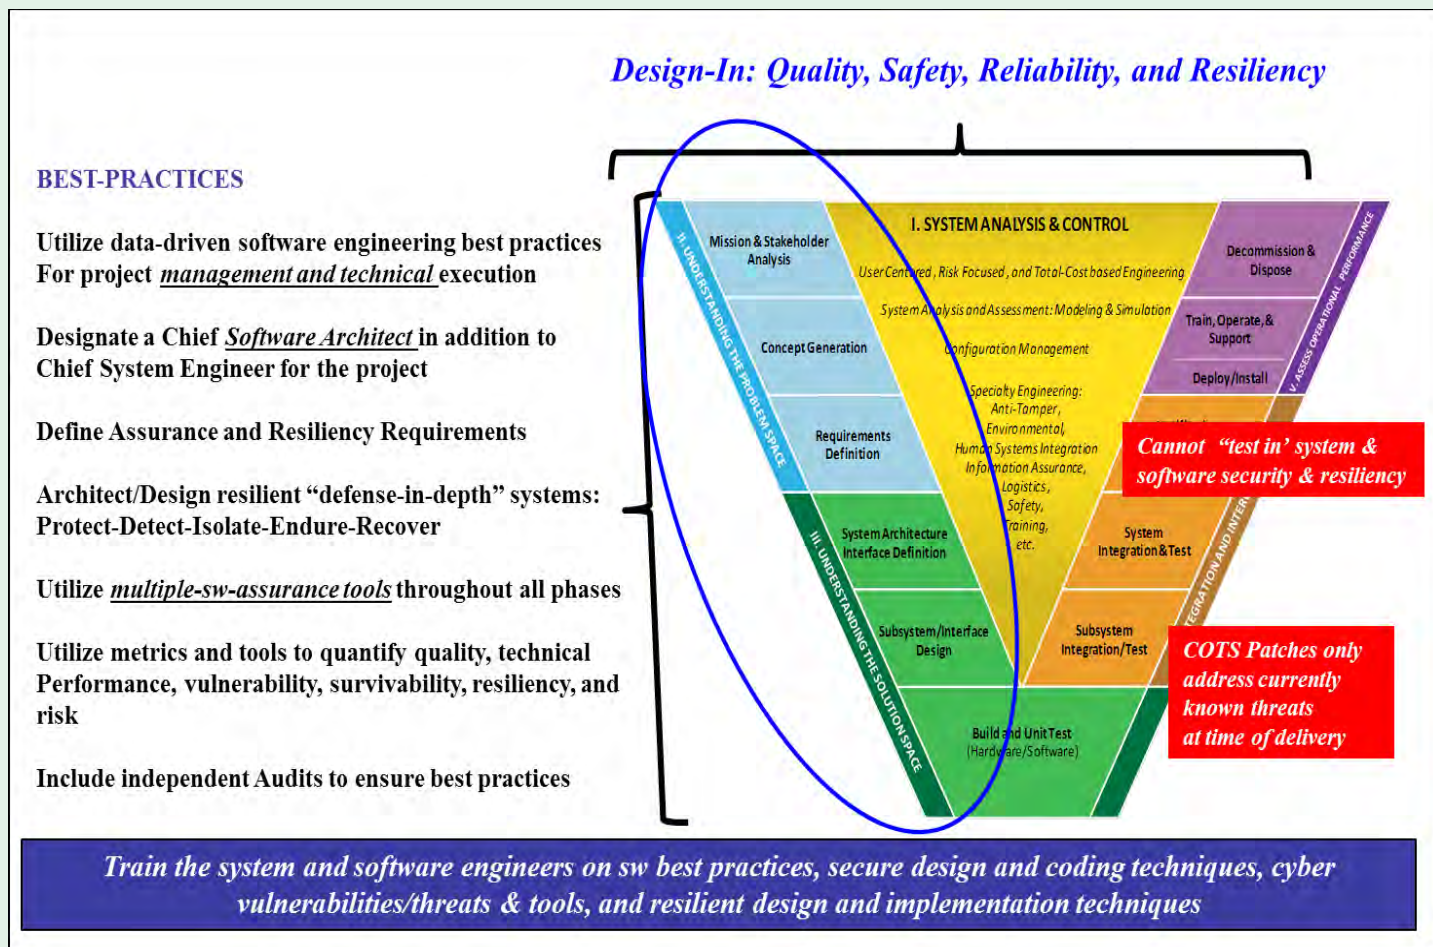 Design-In: Quality, Safety, Reliability, and Resiliency
BEST-PRACTICES
Utilize data-driven software engineering best practices
For project management and technical execution
Designate a Chief Software Architect in addition to
Chief System Engineer for the project
Define Assurance and Resiliency Requirements
Architect/Design resilient “defense-in-depth” systems:
Protect-Detect-Isolate-Endure-Recover
Utilize multiple-sw-assurance tools throughout all phases
Utilize metrics and tools to quantify quality, technical
Performance, vulnerability, survivability, resiliency, and
risk
Include independent Audits to ensure best practices
II. UNDERSTANDING THE PROBLEM SPACE
Mission & Stakeholder
Analysis
Concept Generation
Requirements
Definition
III. UNDERSTANDING THE SOLUTION SPACE
System Architecture
Interface Definition
Subsystem/Interface
Design
Build and Unit Test
(Hardware/Software)
I. SYSTEM ANALYSIS & CONTROL
User Centered, Risk Focused, and Total-Cost based Engineering
System Analysis and Assessment: Modeling & Simulation
Configuration Management
Specialty Engineering:
Anti-Tamper,
Environmental,
Human Systems Integration
Information Assurance,
Logistics,
Safety,
Training,
etc.
Decommission &
Dispose
Train, Operate, &
Support
Deploy/Install
V. ASSESS OPERATIONAL PERFORMANCE
Cannot “test in’ system &
software security & resiliency
System
Integration & Test
Subsystem
Integration/Test
AND
COTS Patches only
address currently
known threats
at time of delivery
Train the system and software engineers on sw best practices, secure design and coding techniques, cyber
vulnerabilities/threats & tools, and resilient design and implementation techniques